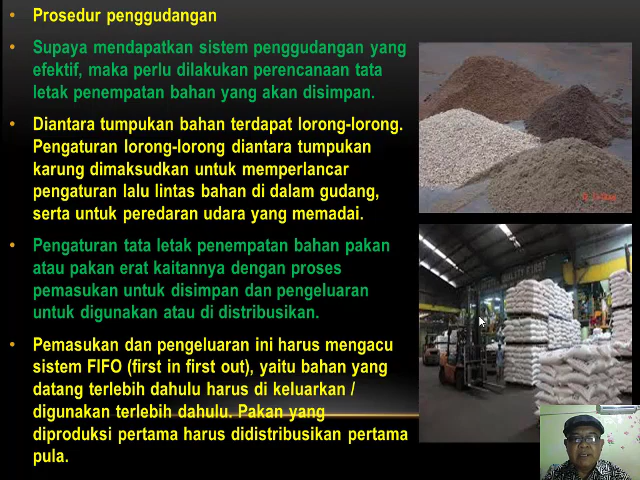 Prosedur penggudangan
Supaya mendapatkan sistem penggudangan yang
efektif, maka perlu dilakukan perencanaan tata
letak penempatan bahan yang akan disimpan.
Diantara tumpukan bahan terdapat lorong-lorong.
Pengaturan lorong-lorong diantara tumpukan
karung dimaksudkan untuk memperlancar
pengaturan lalu lintas bahan di dalam gudang,
serta untuk peredaran udara yang memadai.
Pengaturan tata letak penempatan bahan pakan
atau pakan erat kaitannya dengan proses
pemasukan untuk disimpan dan pengeluaran
untuk digunakan atau di distribusikan.
Pemasukan dan pengeluaran ini harus mengacu
sistem FIFO (first in first out), yaitu bahan yang
datang terlebih dahulu harus di keluarkan /
digunakan terlebih dahulu. Pakan yang
diproduksi pertama harus didistribusikan pertama
pula.
QUALITY FIRST